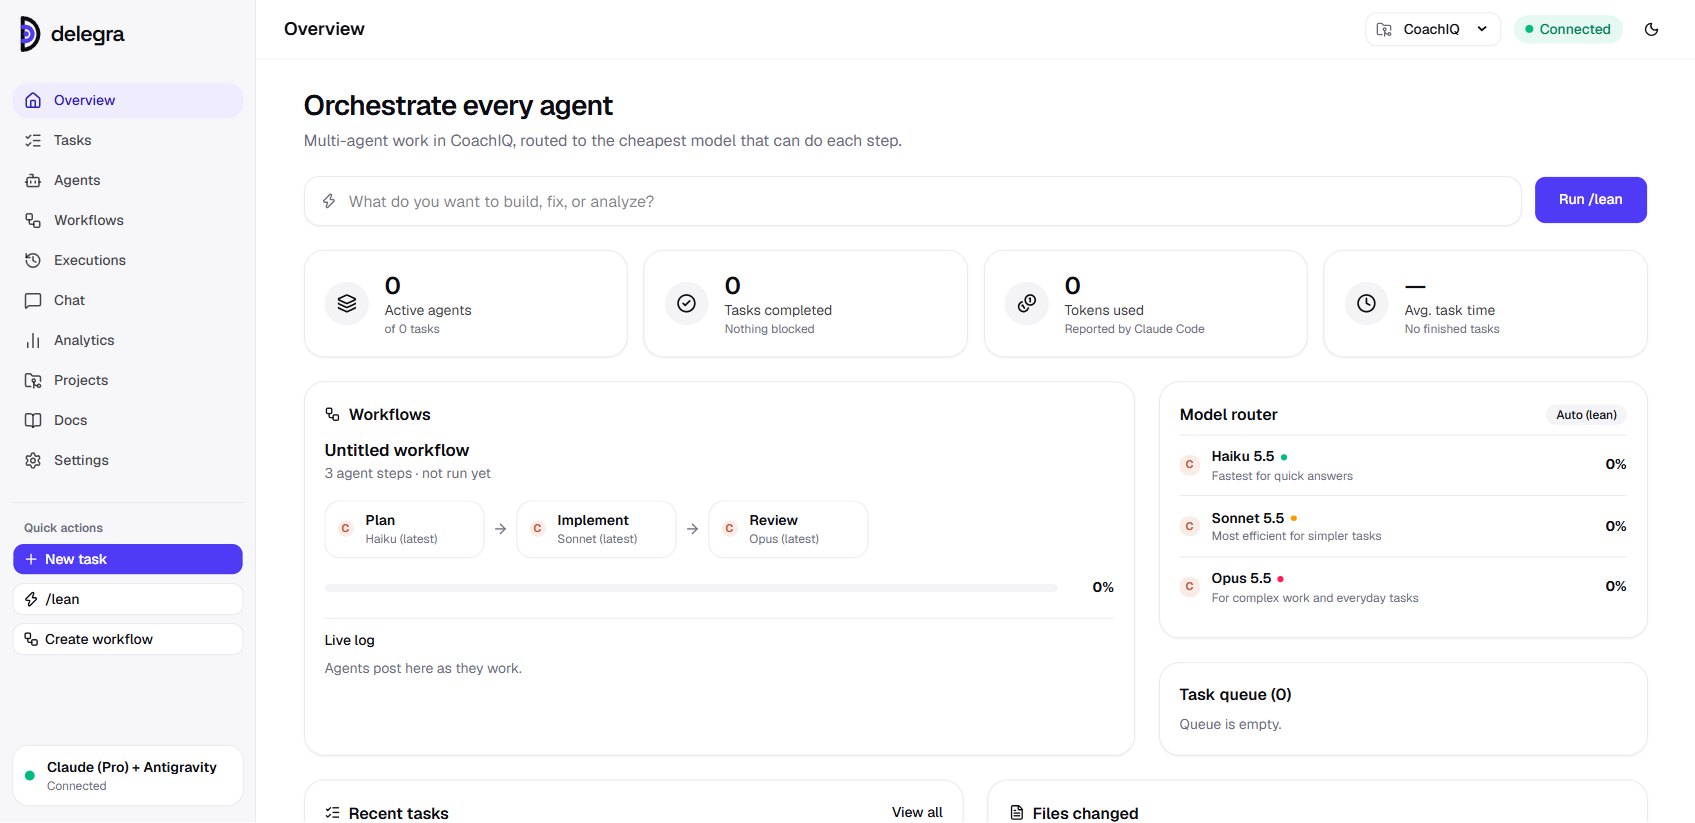 delegra
Overview
Tasks
Agents
Workflows
Executions
Chat
Analytics
Projects
Docs
Settings
Quick actions
+ New task
/lean
Create workflow
Claude (Pro) + Antigravity
Connected
Overview
CoachIQ
Connected
Orchestrate every agent
Multi-agent work in CoachIQ, routed to the cheapest model that can do each step.
What do you want to build, fix, or analyze?
Run /lean
0
Active agents
of 0 tasks
0
Tasks completed
Nothing blocked
0
Tokens used
Reported by Claude Code
—
Avg. task time
No finished tasks
Workflows
Untitled workflow
3 agent steps · not run yet
C
Plan
Haiku (latest)
C
Implement
Sonnet (latest)
C
Review
Opus (latest)
0%
Live log
Agents post here as they work.
Model router
Auto (lean)
C
Haiku 5.5
Fastest for quick answers
0%
C
Sonnet 5.5
Most efficient for simpler tasks
0%
C
Opus 5.5
For complex work and everyday tasks
0%
Task queue (0)
Queue is empty.
Recent tasks
View all
Files changed